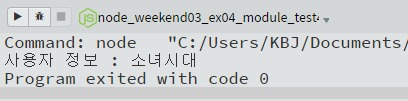 node_weekend03_ex04_module_test4
Command: node "C:/Users/KBJ/Documents/
사용자 정보 : 소녀시대
Program exited with code 0